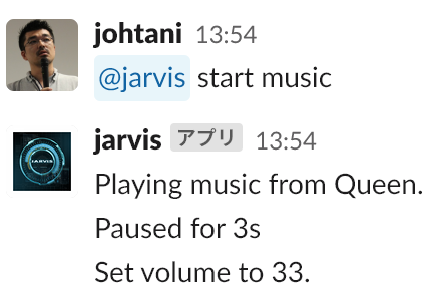 johtani 13:54
@jarvis start music
JARVIS
jarvis アプリ 13:54
Playing music from Queen.
Paused for 3s
Set volume to 33.